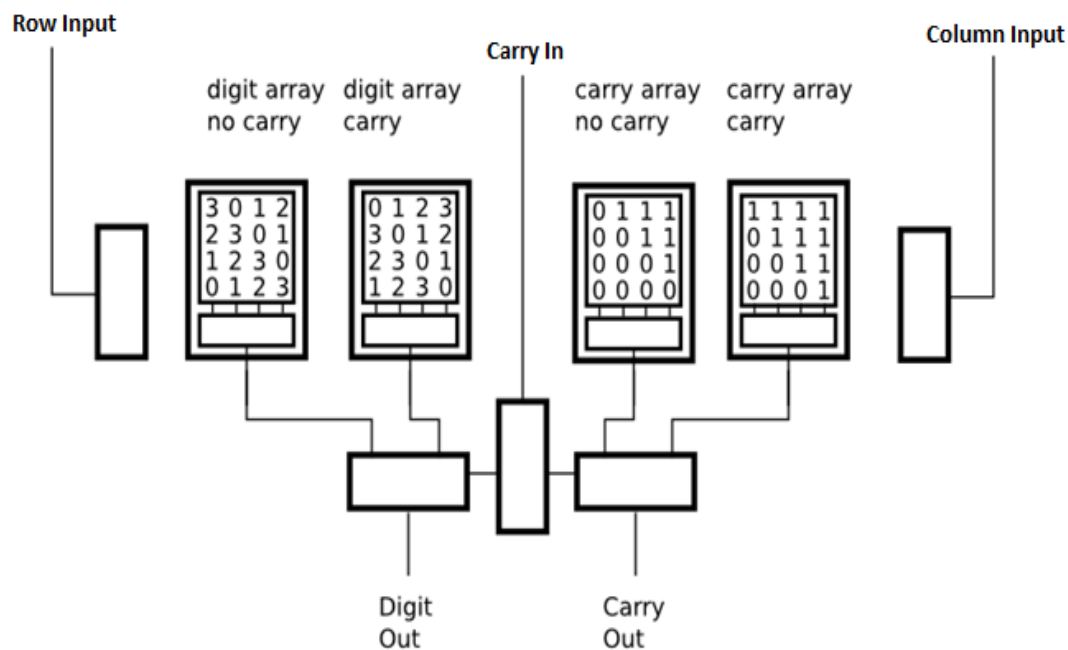 Row Input
Carry In
Column Input
digit array
no carry
digit array
carry
carry array
no carry
carry array
carry
3 0 1 2
2 3 0 1
1 2 3 0
0 1 2 3
0 1 2 3
3 0 1 2
2 3 0 1
1 2 3 0
0 1 1 1
0 0 1 1
0 0 0 1
0 0 0 0
1 1 1 1
0 1 1 1
0 0 1 1
0 0 0 1
Digit
Out
Carry
Out